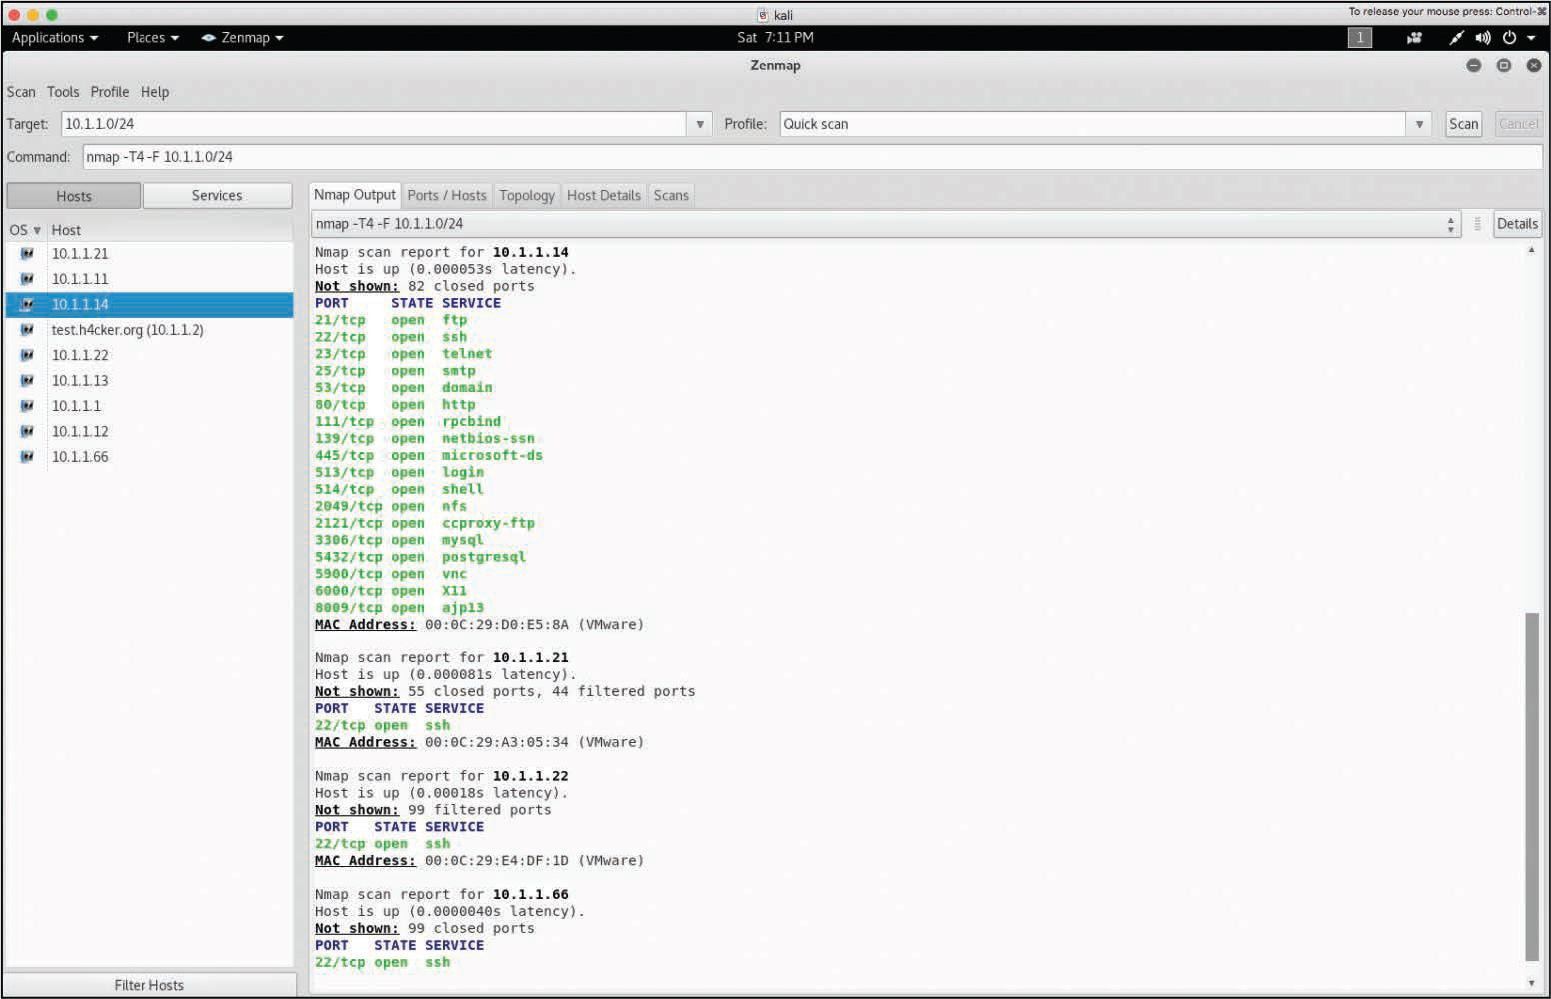 kali
To release your mouse press: Control-⌘
Applications Places Zenmap Sat 7:11 PM 1
Zenmap
Scan Tools Profile Help
Target: 10.1.1.0/24 Profile: Quick scan Scan Cancel
Command: nmap -T4 -F 10.1.1.0/24
Hosts Services
OS Host
10.1.1.21
10.1.1.11
10.1.1.14
test.h4cker.org (10.1.1.2)
10.1.1.22
10.1.1.13
10.1.1.1
10.1.1.12
10.1.1.66
Filter Hosts
Nmap Output Ports / Hosts Topology Host Details Scans
nmap -T4 -F 10.1.1.0/24 Details
Nmap scan report for 10.1.1.14
Host is up (0.000053s latency).
Not shown: 82 closed ports
PORT STATE SERVICE
21/tcp open ftp
22/tcp open ssh
23/tcp open telnet
25/tcp open smtp
53/tcp open domain
80/tcp open http
111/tcp open rpcbind
139/tcp open netbios-ssn
445/tcp open microsoft-ds
513/tcp open login
514/tcp open shell
2049/tcp open nfs
2121/tcp open ccproxy-ftp
3306/tcp open mysql
5432/tcp open postgresql
5900/tcp open vnc
6000/tcp open X11
8009/tcp open ajp13
MAC Address: 00:0C:29:D0:E5:8A (VMware)
Nmap scan report for 10.1.1.21
Host is up (0.000081s latency).
Not shown: 55 closed ports, 44 filtered ports
PORT STATE SERVICE
22/tcp open ssh
MAC Address: 00:0C:29:A3:05:34 (VMware)
Nmap scan report for 10.1.1.22
Host is up (0.00018s latency).
Not shown: 99 filtered ports
PORT STATE SERVICE
22/tcp open ssh
MAC Address: 00:0C:29:E4:DF:1D (VMware)
Nmap scan report for 10.1.1.66
Host is up (0.0000040s latency).
Not shown: 99 closed ports
PORT STATE SERVICE
22/tcp open ssh